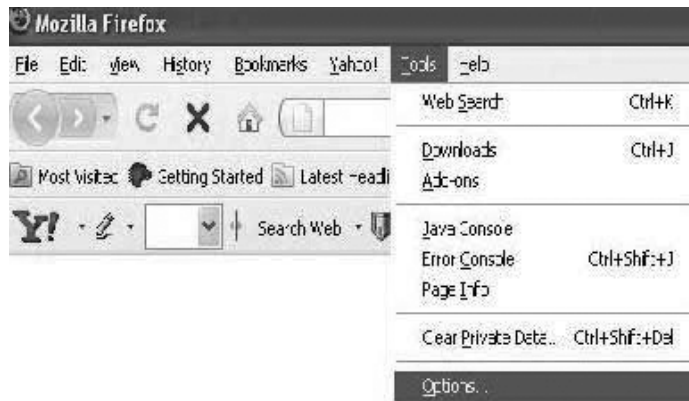 Mozilla Firefox
File Edit View History Bookmarks Yahoo! Tools Help
Web Search Ctrl+K
Downloads Ctrl+J
Most Visited Getting Started Latest Headli
Add-ons
Y! Search Web
Java Console
Error Console Ctrl+Shift+J
Page Info
Clear Private Data... Ctrl+Shift+Del
Options...